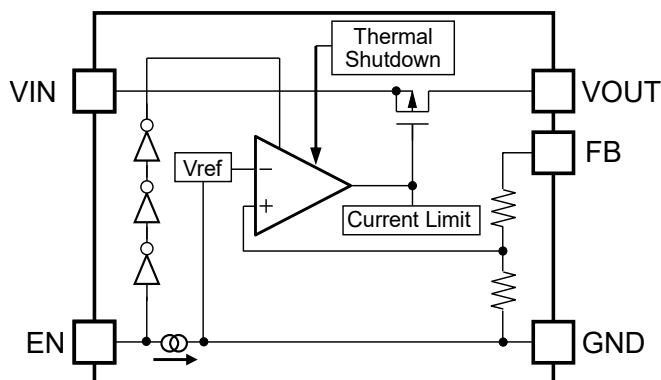 Thermal
Shutdown
VIN
VOUT
FB
Vref
−
+
Current Limit
EN
GND